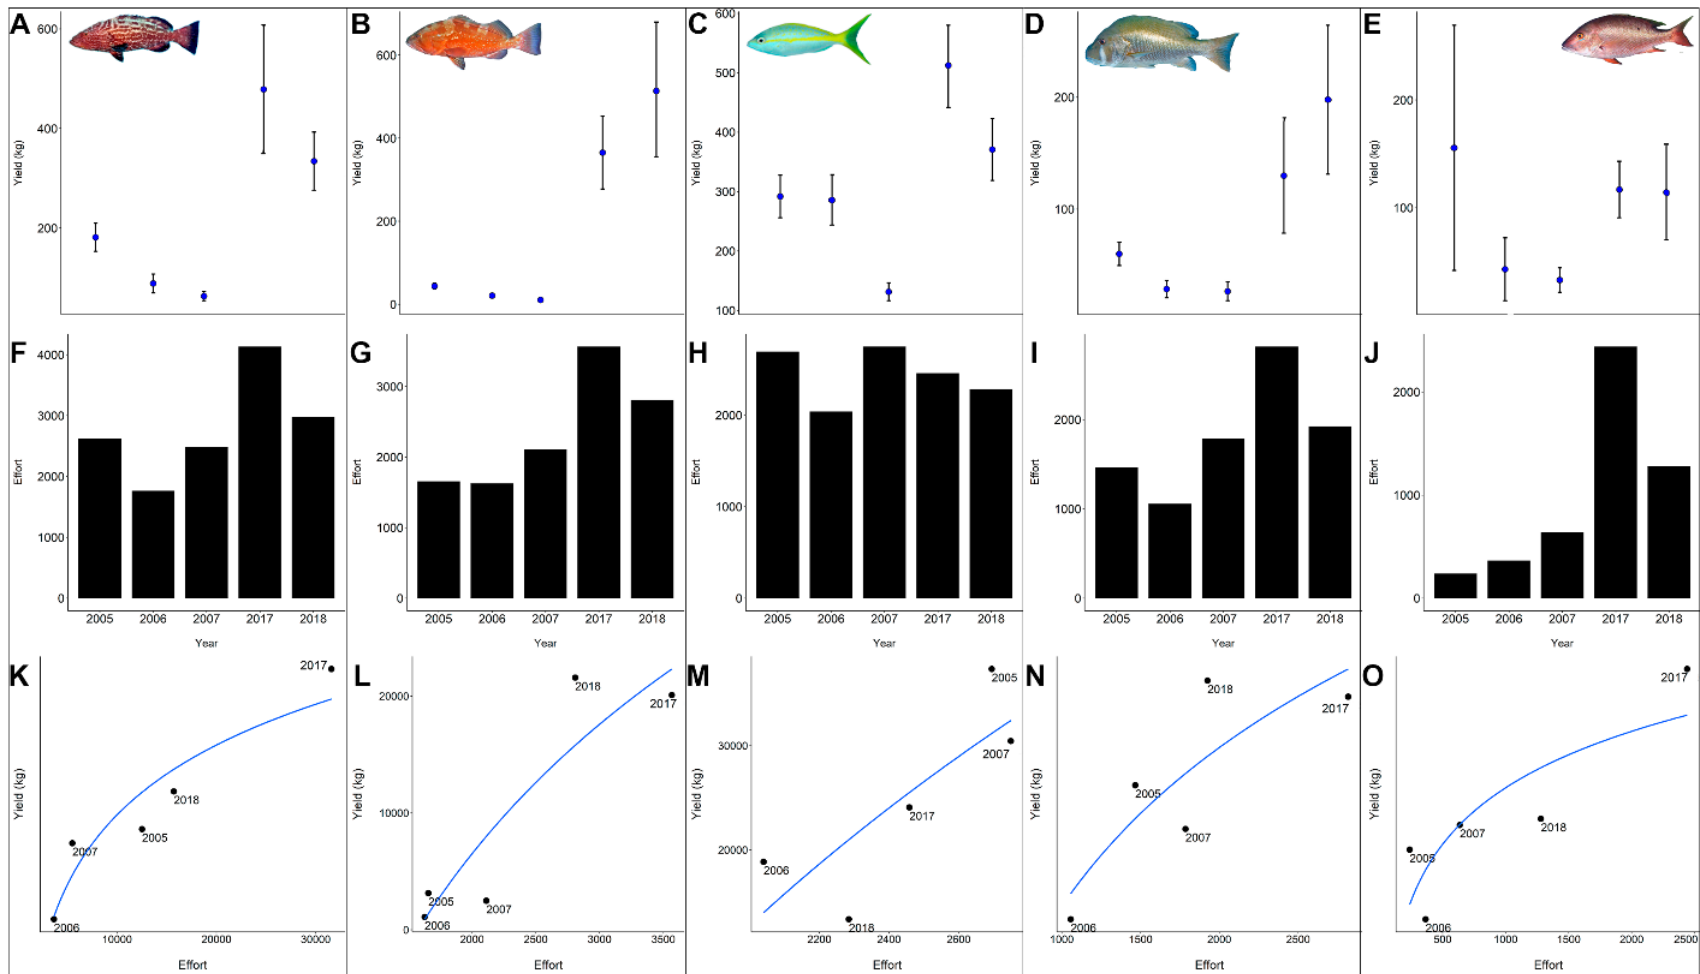 A
600
400
200
Yield (kg)
B
600
400
200
0
Yield (kg)
C
600
500
400
300
200
100
Yield (kg)
D
200
100
Yield (kg)
E
200
100
Yield (kg)
F
4000
3000
2000
1000
0
Effort
2005 2006 2007 2017 2018
Year
G
3000
2000
1000
0
Effort
2005 2006 2007 2017 2018
Year
H
2000
1000
0
Effort
2005 2006 2007 2017 2018
Year
I
2000
1000
0
Effort
2005 2006 2007 2017 2018
Year
J
2000
1000
0
Effort
2005 2006 2007 2017 2018
Year
K
Yield (kg)
2017
2018
2005
2007
2006
10000 20000 30000
Effort
L
20000
10000
0
Yield (kg)
2018
2017
2005
2007
2006
2000 2500 3000 3500
Effort
M
30000
20000
Yield (kg)
2005
2007
2017
2006
2018
2200 2400 2600
Effort
N
Yield (kg)
2018
2017
2005
2007
2006
1000 1500 2000 2500
Effort
O
Yield (kg)
2017
2007
2018
2005
2006
500 1000 1500 2000 2500
Effort